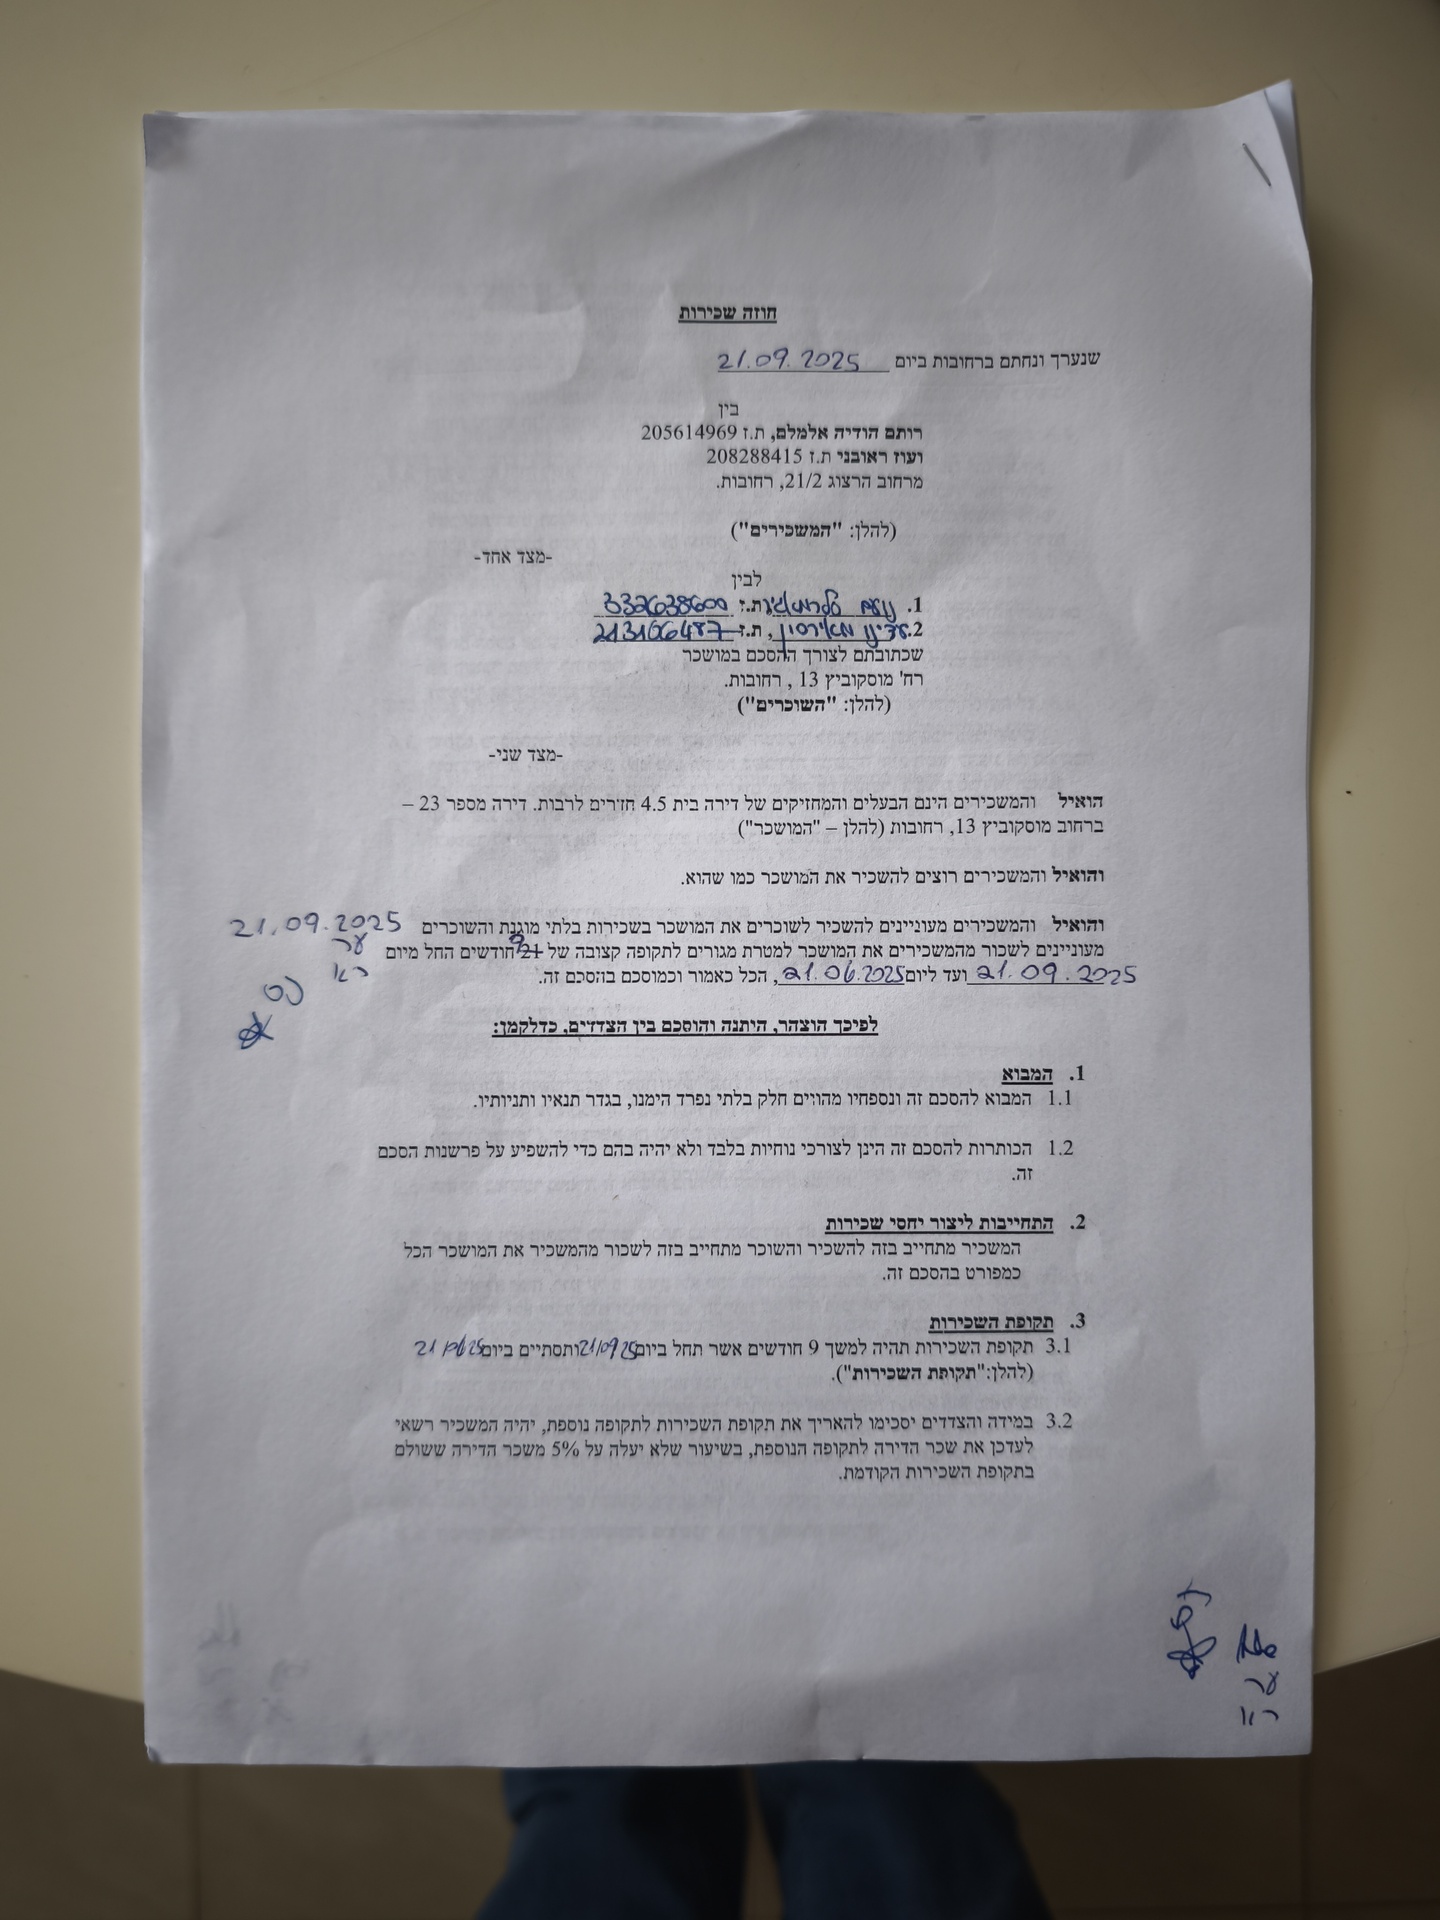 חוזה שכירות
שנערך ונחתם ברחובות ביום 21.09.2025
בין
רותם הודיה אלמלם, ת.ז 205614969
ועוז ראובני ת.ז 208288415
מרחוב הרצוג 21/2, רחובות.
(להלן: "המשכירים")
-מצד אחד-
לבין
1. נועם ת.ז 332638600
2. ת.ז 213166487
שכתובתם לצורך ההסכם במושכר
רח' מוסקוביץ 13 , רחובות.
(להלן: "השוכרים")
-מצד שני-
הואיל והמשכירים הינם הבעלים והמחזיקים של דירה בית 4.5 חדרים לרבות. דירה מספר 23 –
ברחוב מוסקוביץ 13, רחובות (להלן – "המושכר")
והואיל והמשכירים רוצים להשכיר את המושכר כמו שהוא.
והואיל והמשכירים מעוניינים להשכיר לשוכרים את המושכר בשכירות בלתי מוגנת והשוכרים 21.09.2025
מעוניינים לשכור מהמשכירים את המושכר למטרת מגורים לתקופה קצובה של 21 9 חודשים החל מיום ער
21.09.2025 ועד ליום 21.06.2025, הכל כאמור וכמוסכם בהסכם זה. רא
לפיכך הוצהר, היתנה והוסכם בין הצדדים, כדלקמן:
1. המבוא
1.1 המבוא להסכם זה ונספחיו מהווים חלק בלתי נפרד הימנו, בגדר תנאיו ותניותיו.
1.2 הכותרות להסכם זה הינן לצורכי נוחיות בלבד ולא יהיה בהם כדי להשפיע על פרשנות הסכם
זה.
2. התחייבות ליצור יחסי שכירות
המשכיר מתחייב בזה להשכיר והשוכר מתחייב בזה לשכור מהמשכיר את המושכר הכל
כמפורט בהסכם זה.
3. תקופת השכירות
3.1 תקופת השכירות תהיה למשך 9 חודשים אשר תחל ביום 21/09/25 ותסתיים ביום
(להלן:"תקופת השכירות").
3.2 במידה והצדדים יסכימו להאריך את תקופת השכירות לתקופה נוספת, יהיה המשכיר רשאי
לעדכן את שכר הדירה לתקופה הנוספת, בשיעור שלא יעלה על 5% משכר הדירה ששולם
בתקופת השכירות הקודמת.
ער
רא